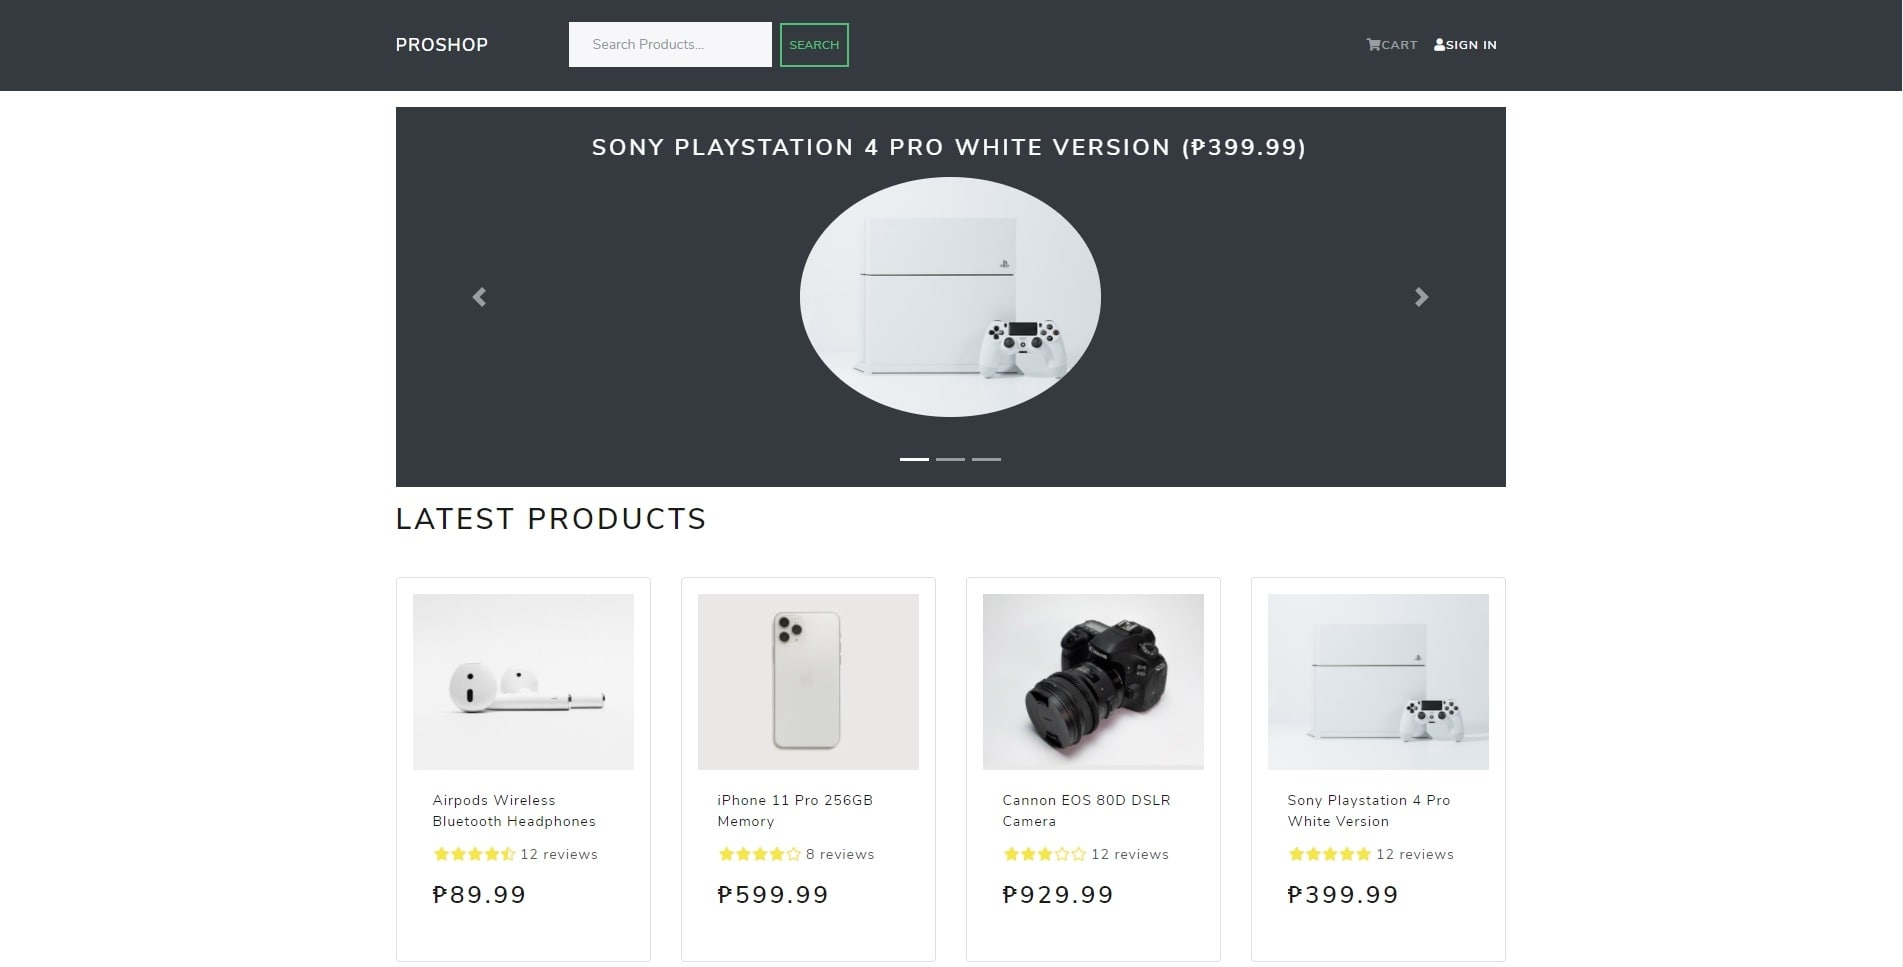 PROSHOP
Search Products...
SEARCH
CART
SIGN IN
SONY PLAYSTATION 4 PRO WHITE VERSION (₱399.99)
LATEST PRODUCTS
Airpods Wireless
Bluetooth Headphones
12 reviews
₱89.99
iPhone 11 Pro 256GB
Memory
8 reviews
₱599.99
Cannon EOS 80D DSLR
Camera
12 reviews
₱929.99
Sony Playstation 4 Pro
White Version
12 reviews
₱399.99